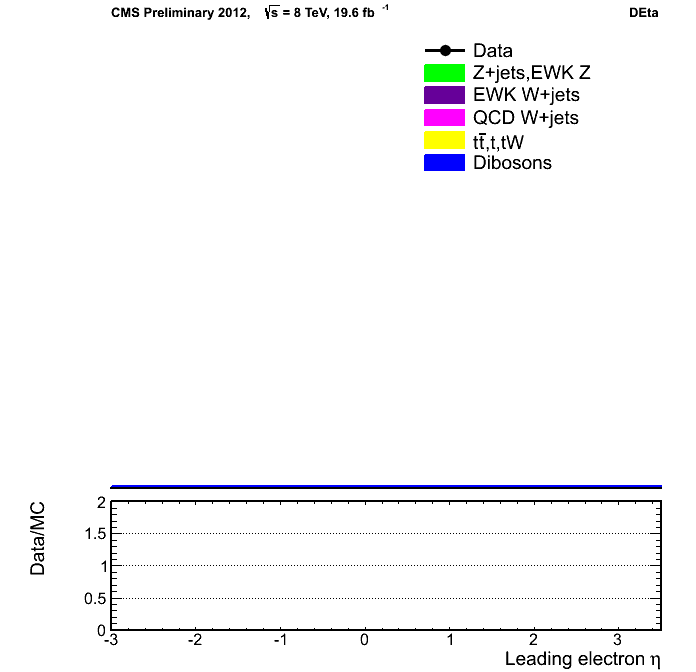 CMS Preliminary 2012, √s = 8 TeV, 19.6 fb⁻¹ DEta
Data
Z+jets,EWK Z
EWK W+jets
QCD W+jets
tt̅,t,tW
Dibosons
Data/MC
2
1.5
1
0.5
0
-3 -2 -1 0 1 2 3
Leading electron η